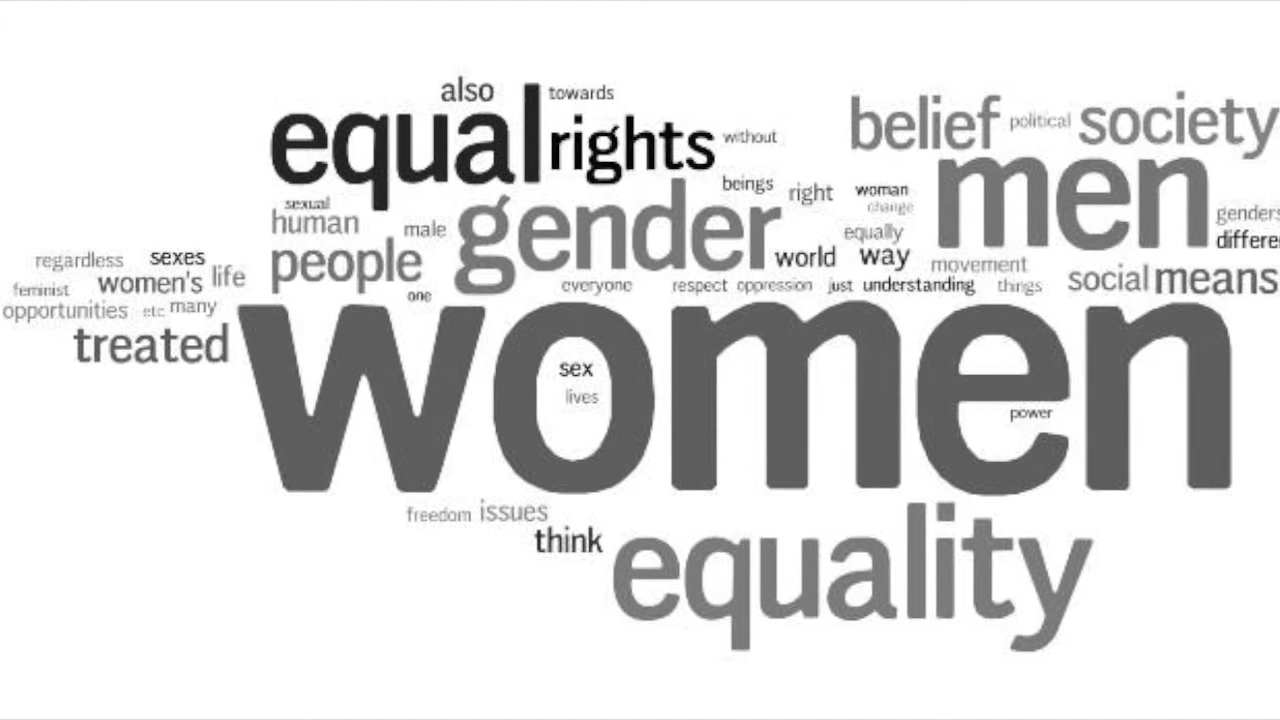 also
towards
equal
rights
without
belief
political
society
men
beings
right
woman
change
sexual
human
male
gender
equally
genders
people
world
way
movement
regardless
sexes
women's
life
feminist
opportunities
etc
many
one
everyone
respect
oppression
just
understanding
things
social
means
treated
women
sex
lives
power
freedom
issues
think
equality